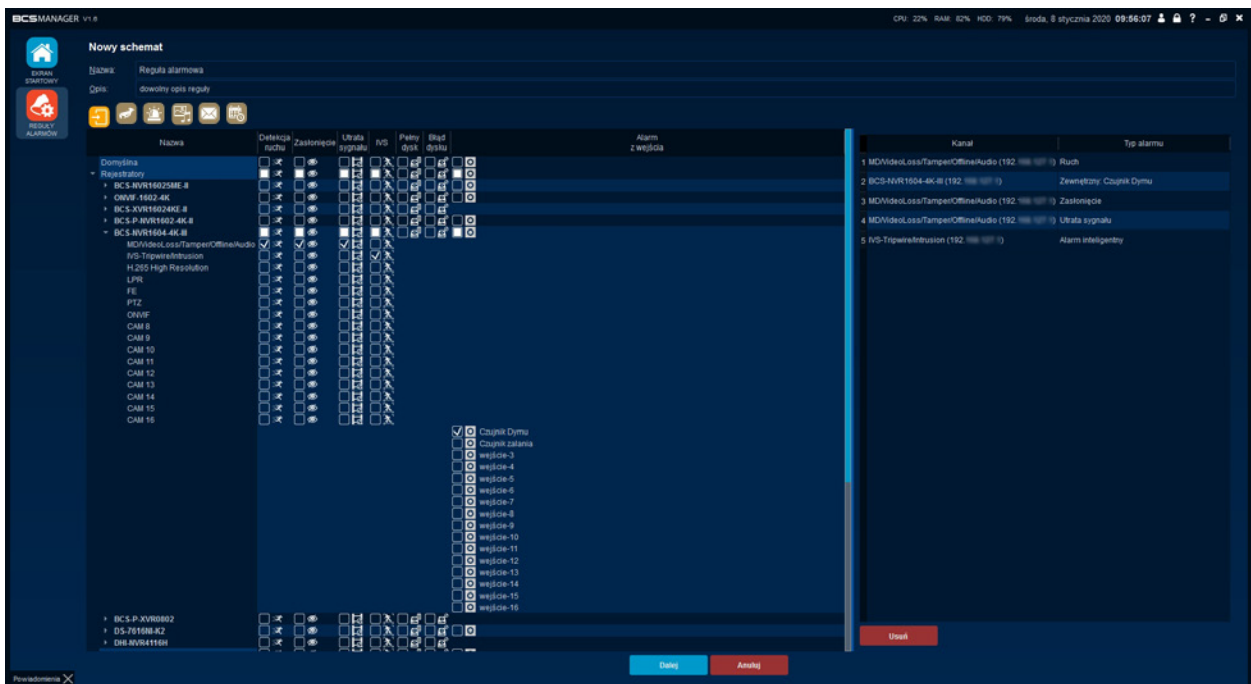 BCSMANAGER V1.6
CPU: 22% RAM: 82% HDD: 79% środa, 8 stycznia 2020 09:56:07 ?
EKRAN
STARTOWY
REGUŁY
ALARMÓW
Nowy schemat
Nazwa: Reguła alarmowa
Opis: dowolny opis reguły
Nazwa Detekcja ruchu Zasłonięcie Utrata sygnału IVS Pełny dysk Błąd dysku Alarm z wejścia
Domyślna
Rejestratory
BCS-NVR16025ME-II
ONVIF-1602-4K
BCS-XVR16024KE-II
BCS-P-NVR1602-4K-II
BCS-NVR1604-4K-III
MD/VideoLoss/Tamper/Offline/Audio
IVS-Tripwire/Intrusion
H.265 High Resolution
LPR
FE
PTZ
ONVIF
CAM 8
CAM 9
CAM 10
CAM 11
CAM 12
CAM 13
CAM 14
CAM 15
CAM 16
Czujnik Dymu
Czujnik zalania
wejście-3
wejście-4
wejście-5
wejście-6
wejście-7
wejście-8
wejście-9
wejście-10
wejście-11
wejście-12
wejście-13
wejście-14
wejście-15
wejście-16
BCS-P-XVR0802
DS-7616NI-K2
DHI-NVR4116H
Kanał Typ alarmu
1 MD/VideoLoss/Tamper/Offline/Audio (192. Ruch
2 BCS-NVR1604-4K-III (192. Zewnętrzny: Czujnik Dymu
3 MD/VideoLoss/Tamper/Offline/Audio (192. Zasłonięcie
4 MD/VideoLoss/Tamper/Offline/Audio (192. Utrata sygnału
5 IVS-Tripwire/Intrusion (192. Alarm inteligentny
Usuń
Dalej
Anuluj
Powiadomienia